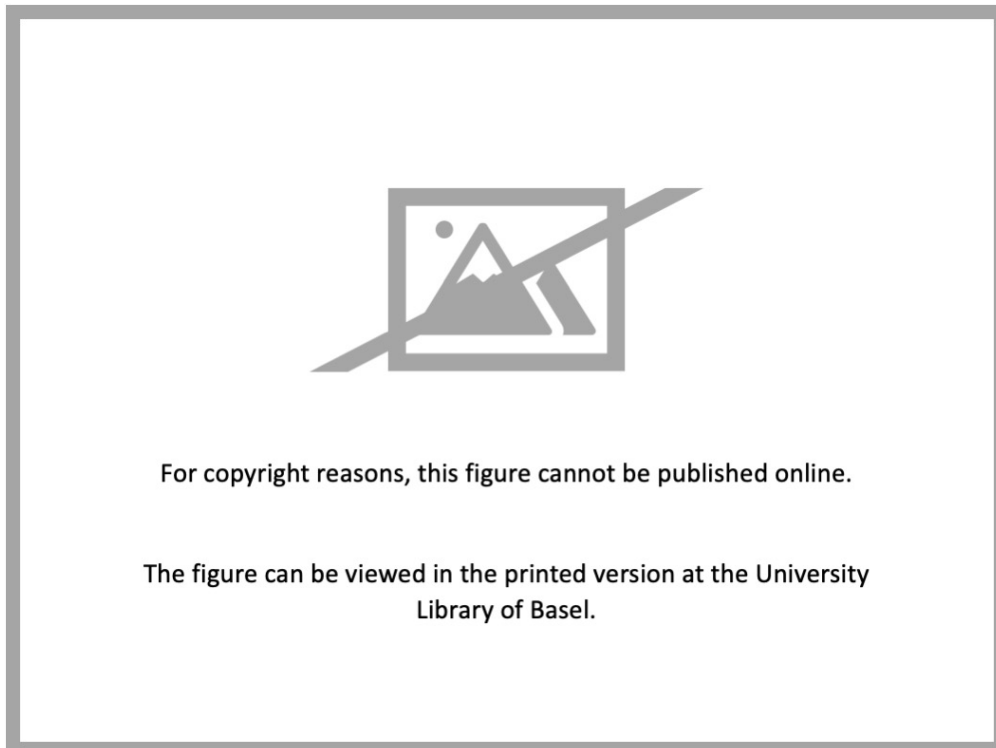 For copyright reasons, this figure cannot be published online.
The figure can be viewed in the printed version at the University
Library of Basel.